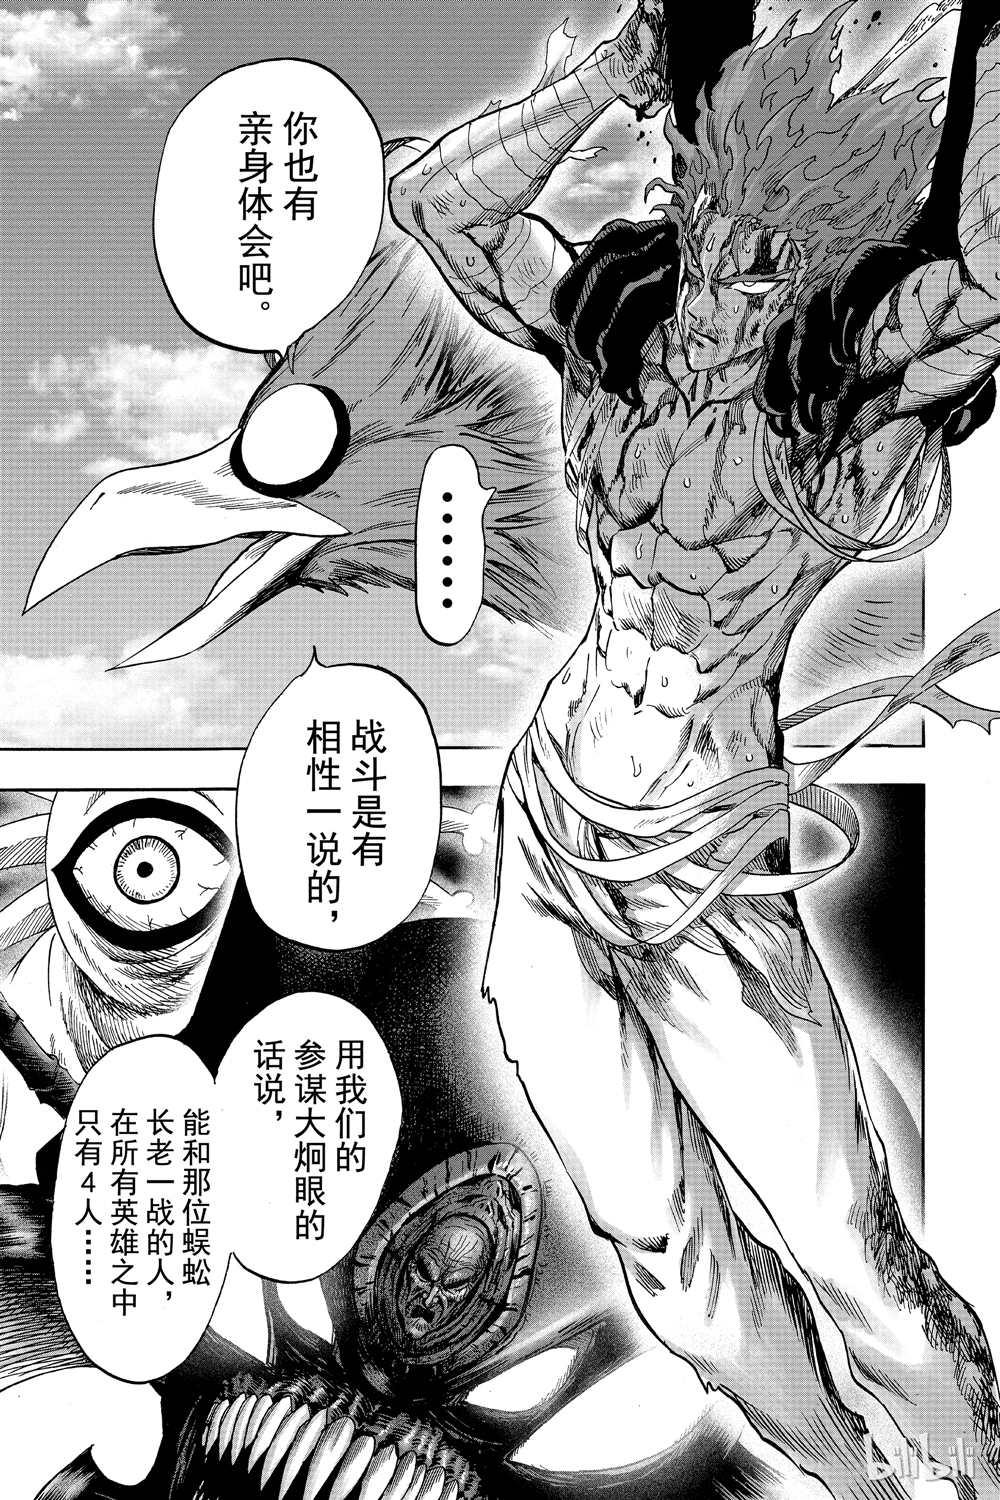 你也有
亲身体会吧。
••••••
战斗是有
相性一说的，
用我们的
参谋大炯眼的
话说，
能和那位蜈蚣
长老一战的人，
在所有英雄之中
只有4人……
bilibili